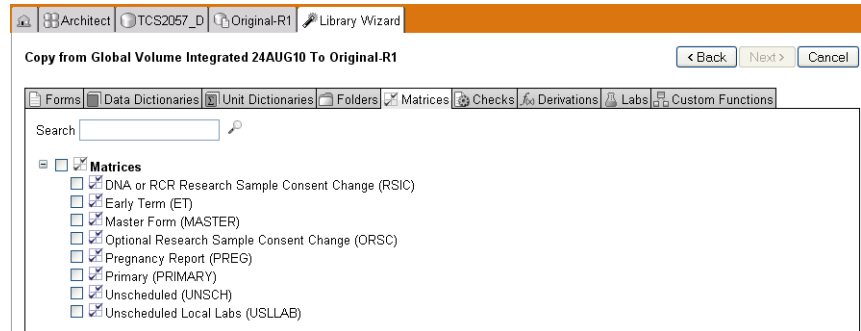 Architect TCS2057_D Original-R1 Library Wizard
Copy from Global Volume Integrated 24AUG10 To Original-R1 < Back Next > Cancel
Forms Data Dictionaries Unit Dictionaries Folders Matrices Checks Derivations Labs Custom Functions
Search
Matrices
DNA or RCR Research Sample Consent Change (RSIC)
Early Term (ET)
Master Form (MASTER)
Optional Research Sample Consent Change (ORSC)
Pregnancy Report (PREG)
Primary (PRIMARY)
Unscheduled (UNSCH)
Unscheduled Local Labs (USLLAB)